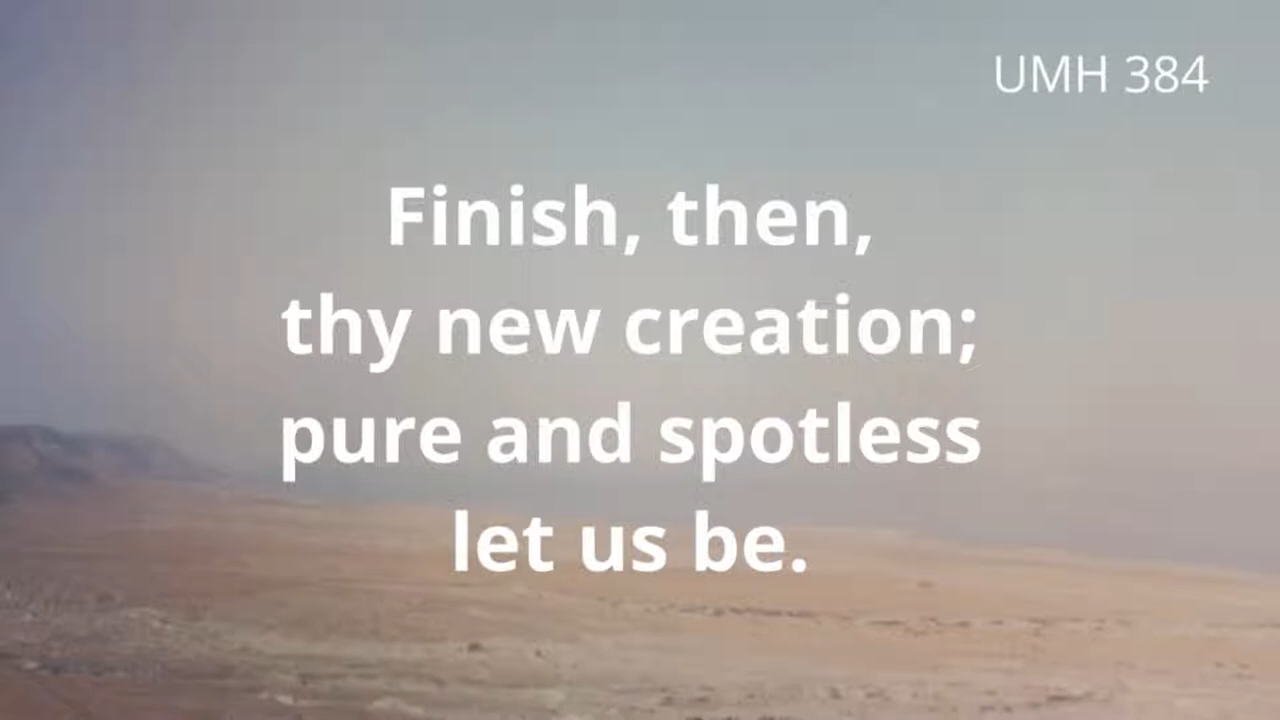 UMH 384
Finish, then,
thy new creation;
pure and spotless
let us be.